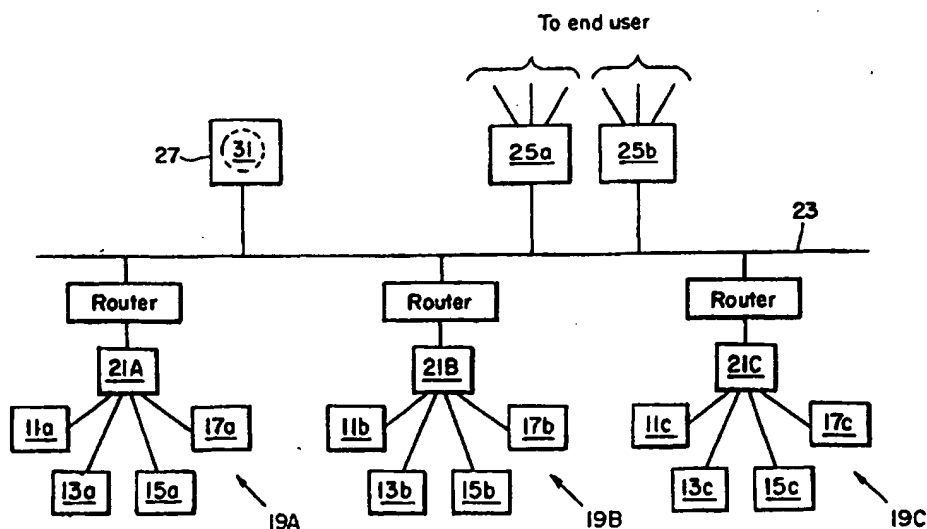 To end user
27
31
25a
25b
23
Router
Router
Router
21A
21B
21C
11a
17a
11b
17b
11c
17c
13a
15a
13b
15b
13c
15c
19A
19B
19C